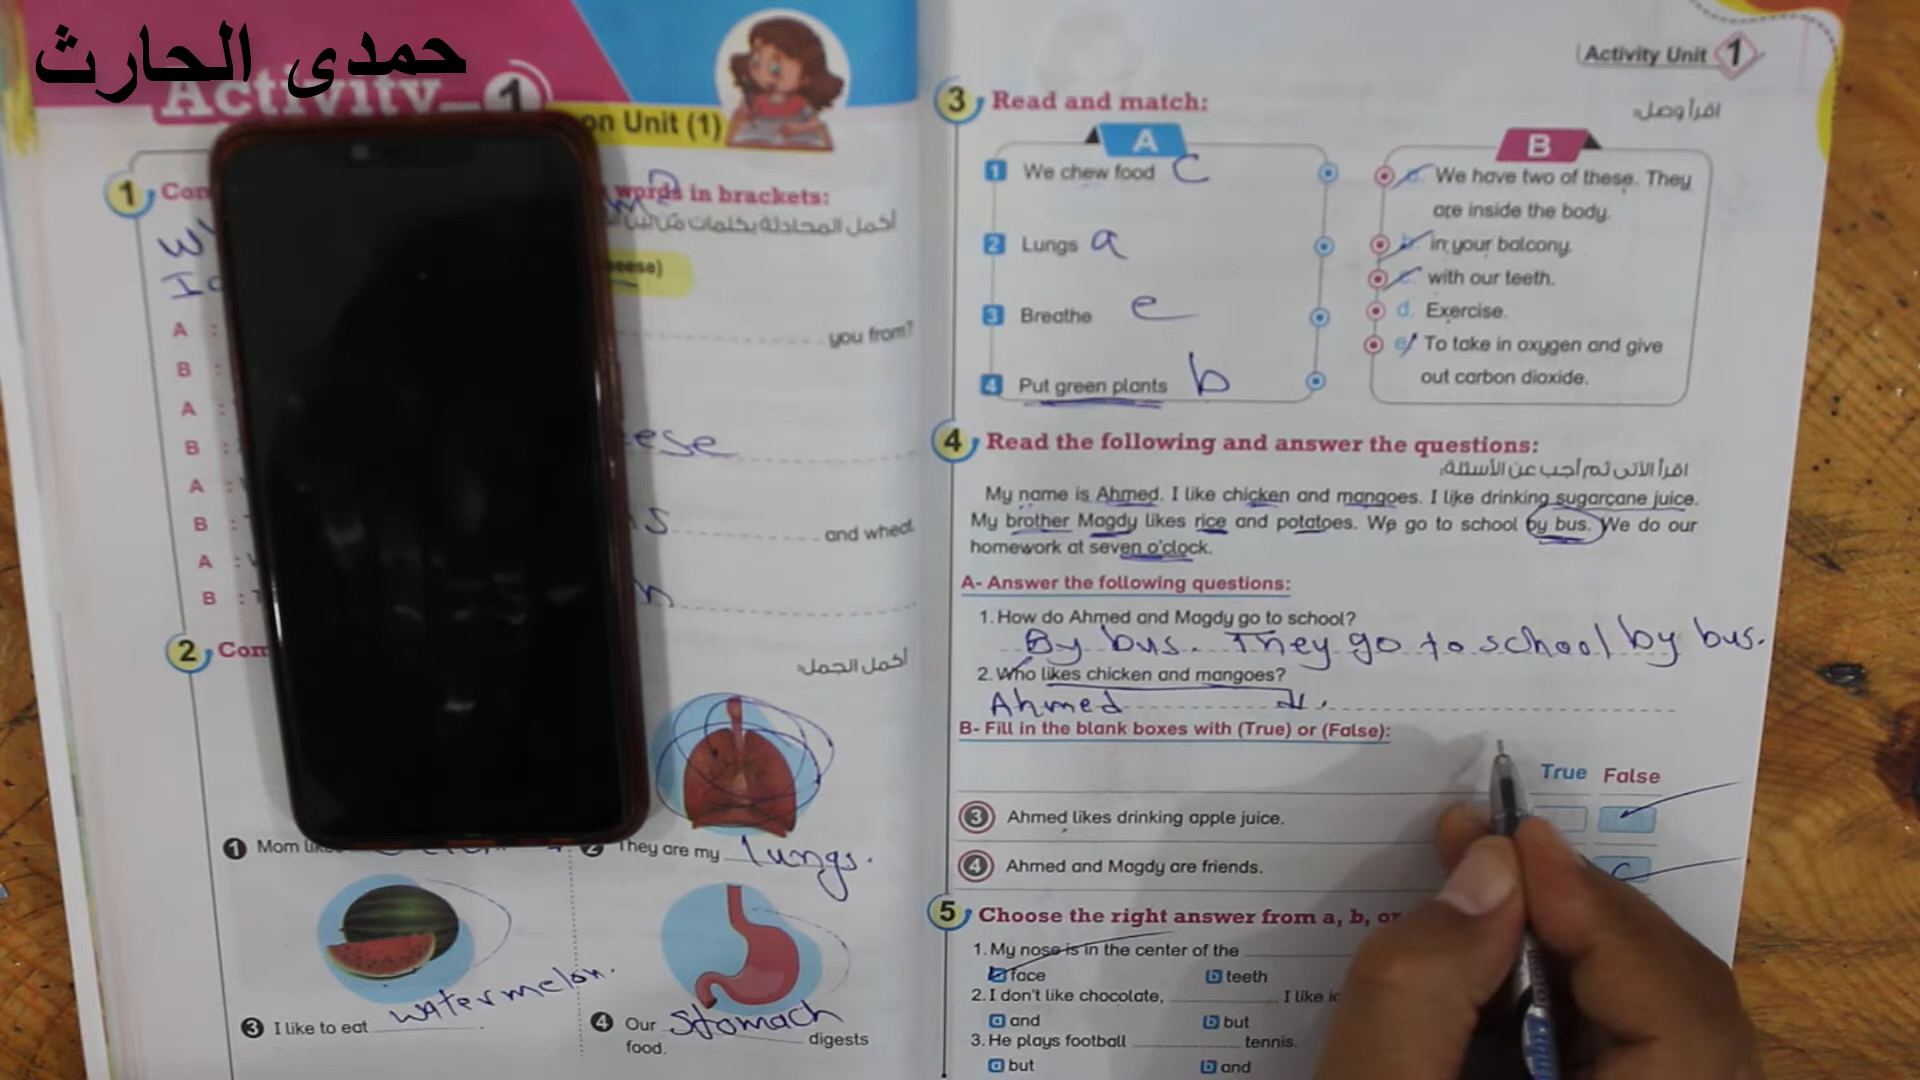 حمدى الحارث
Activity 1
on Unit (1)
1 Con words in brackets:
أكمل المحادثة بكلمات من
A : you from?
B :
A :
B : ese
A :
B : and wheat
A :
B :
2 Com
أكمل الجمل:
1 Mom
2 They are my lungs.
3 I like to eat watermelon.
4 Our stomach digests
food.
Activity Unit 1
3 Read and match:
اقرأ وصل:
A
1 We chew food c
2 Lungs a
3 Breathe e
4 Put green plants b
B
a. We have two of these. They
are inside the body.
b. in your balcony.
c. with our teeth.
d. Exercise.
e. To take in oxygen and give
out carbon dioxide.
4 Read the following and answer the questions:
اقرأ الآتى ثم أجب عن الأسئلة:
My name is Ahmed. I like chicken and mangoes. I like drinking sugarcane juice.
My brother Magdy likes rice and potatoes. We go to school by bus. We do our
homework at seven o'clock.
A- Answer the following questions:
1. How do Ahmed and Magdy go to school?
By bus. They go to school by bus.
2. Who likes chicken and mangoes?
Ahmed
B- Fill in the blank boxes with (True) or (False):
True False
3 Ahmed likes drinking apple juice.
4 Ahmed and Magdy are friends.
5 Choose the right answer from a, b, or
1. My nose is in the center of the
a face b teeth
2. I don't like chocolate, I like
a and b but
3. He plays football tennis.
a but b and